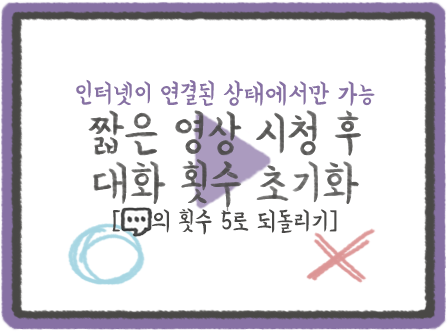 인터넷이 연결된 상태에서만 가능
짧은 영상 시청 후
대화 횟수 초기화
[💬의 횟수 5로 되돌리기]